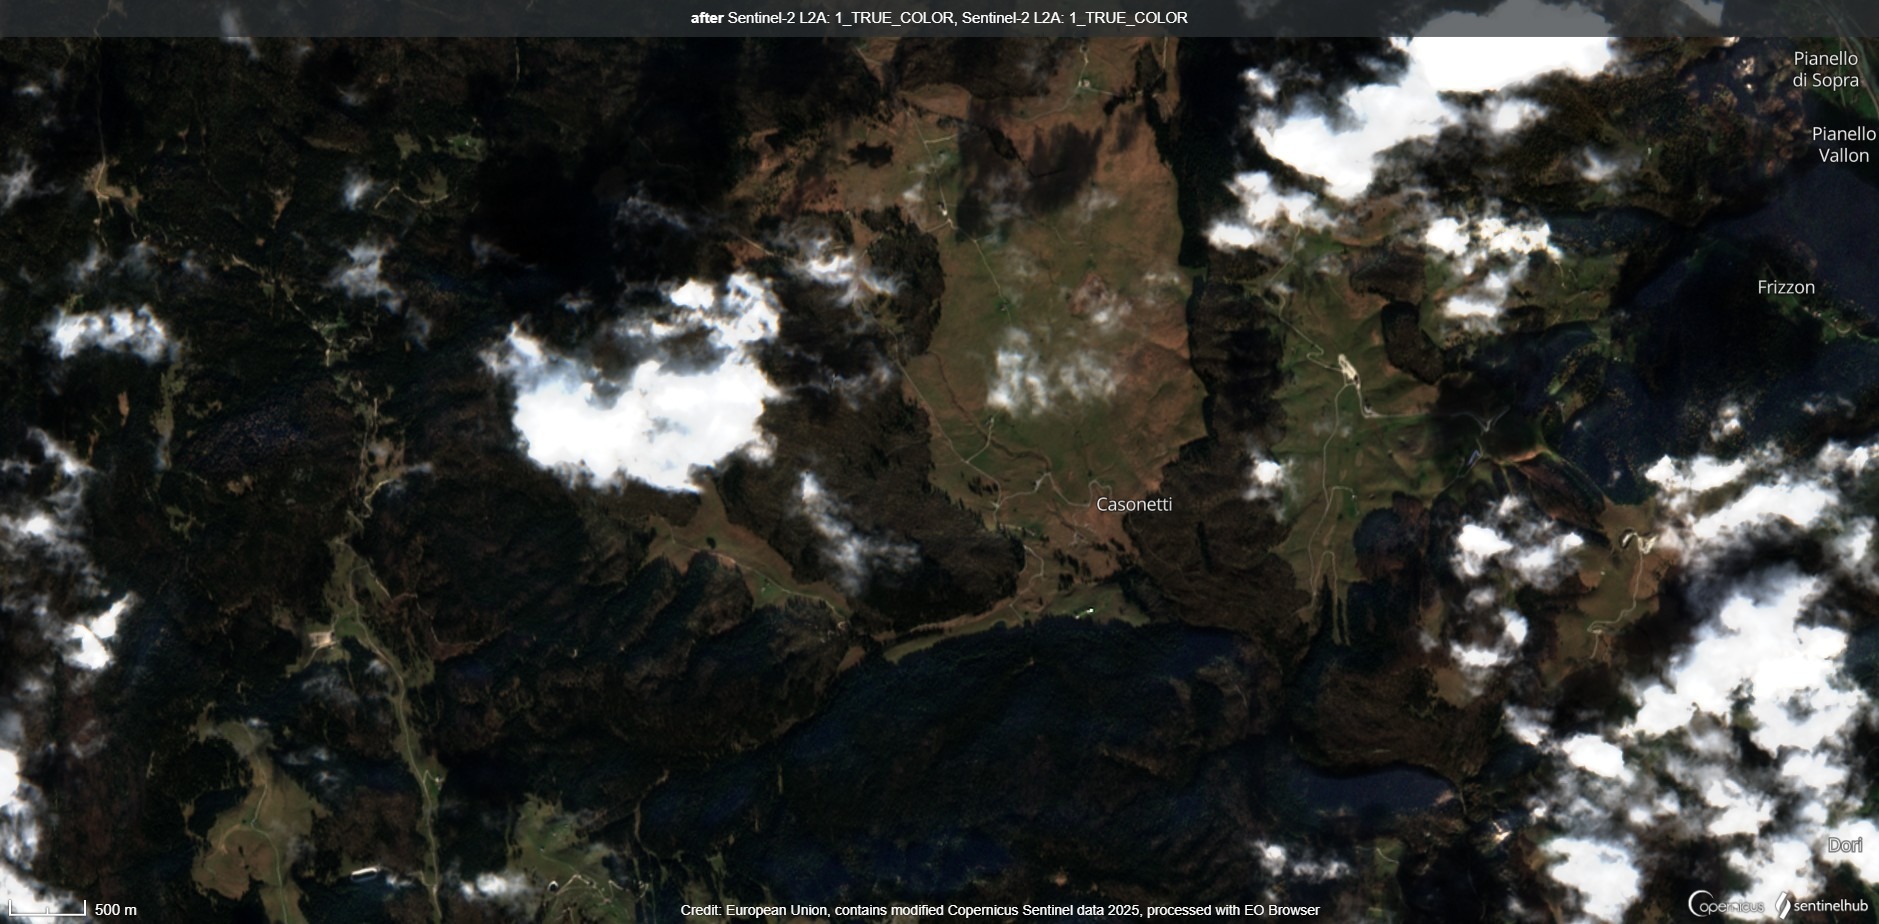 after Sentinel-2 L2A: 1_TRUE_COLOR, Sentinel-2 L2A: 1_TRUE_COLOR
Pianello
di Sopra
Pianello
Vallon
Frizzon
Casonetti
Dori
500 m
Credit: European Union, contains modified Copernicus Sentinel data 2025, processed with EO Browser
opernicus
sentinelhub